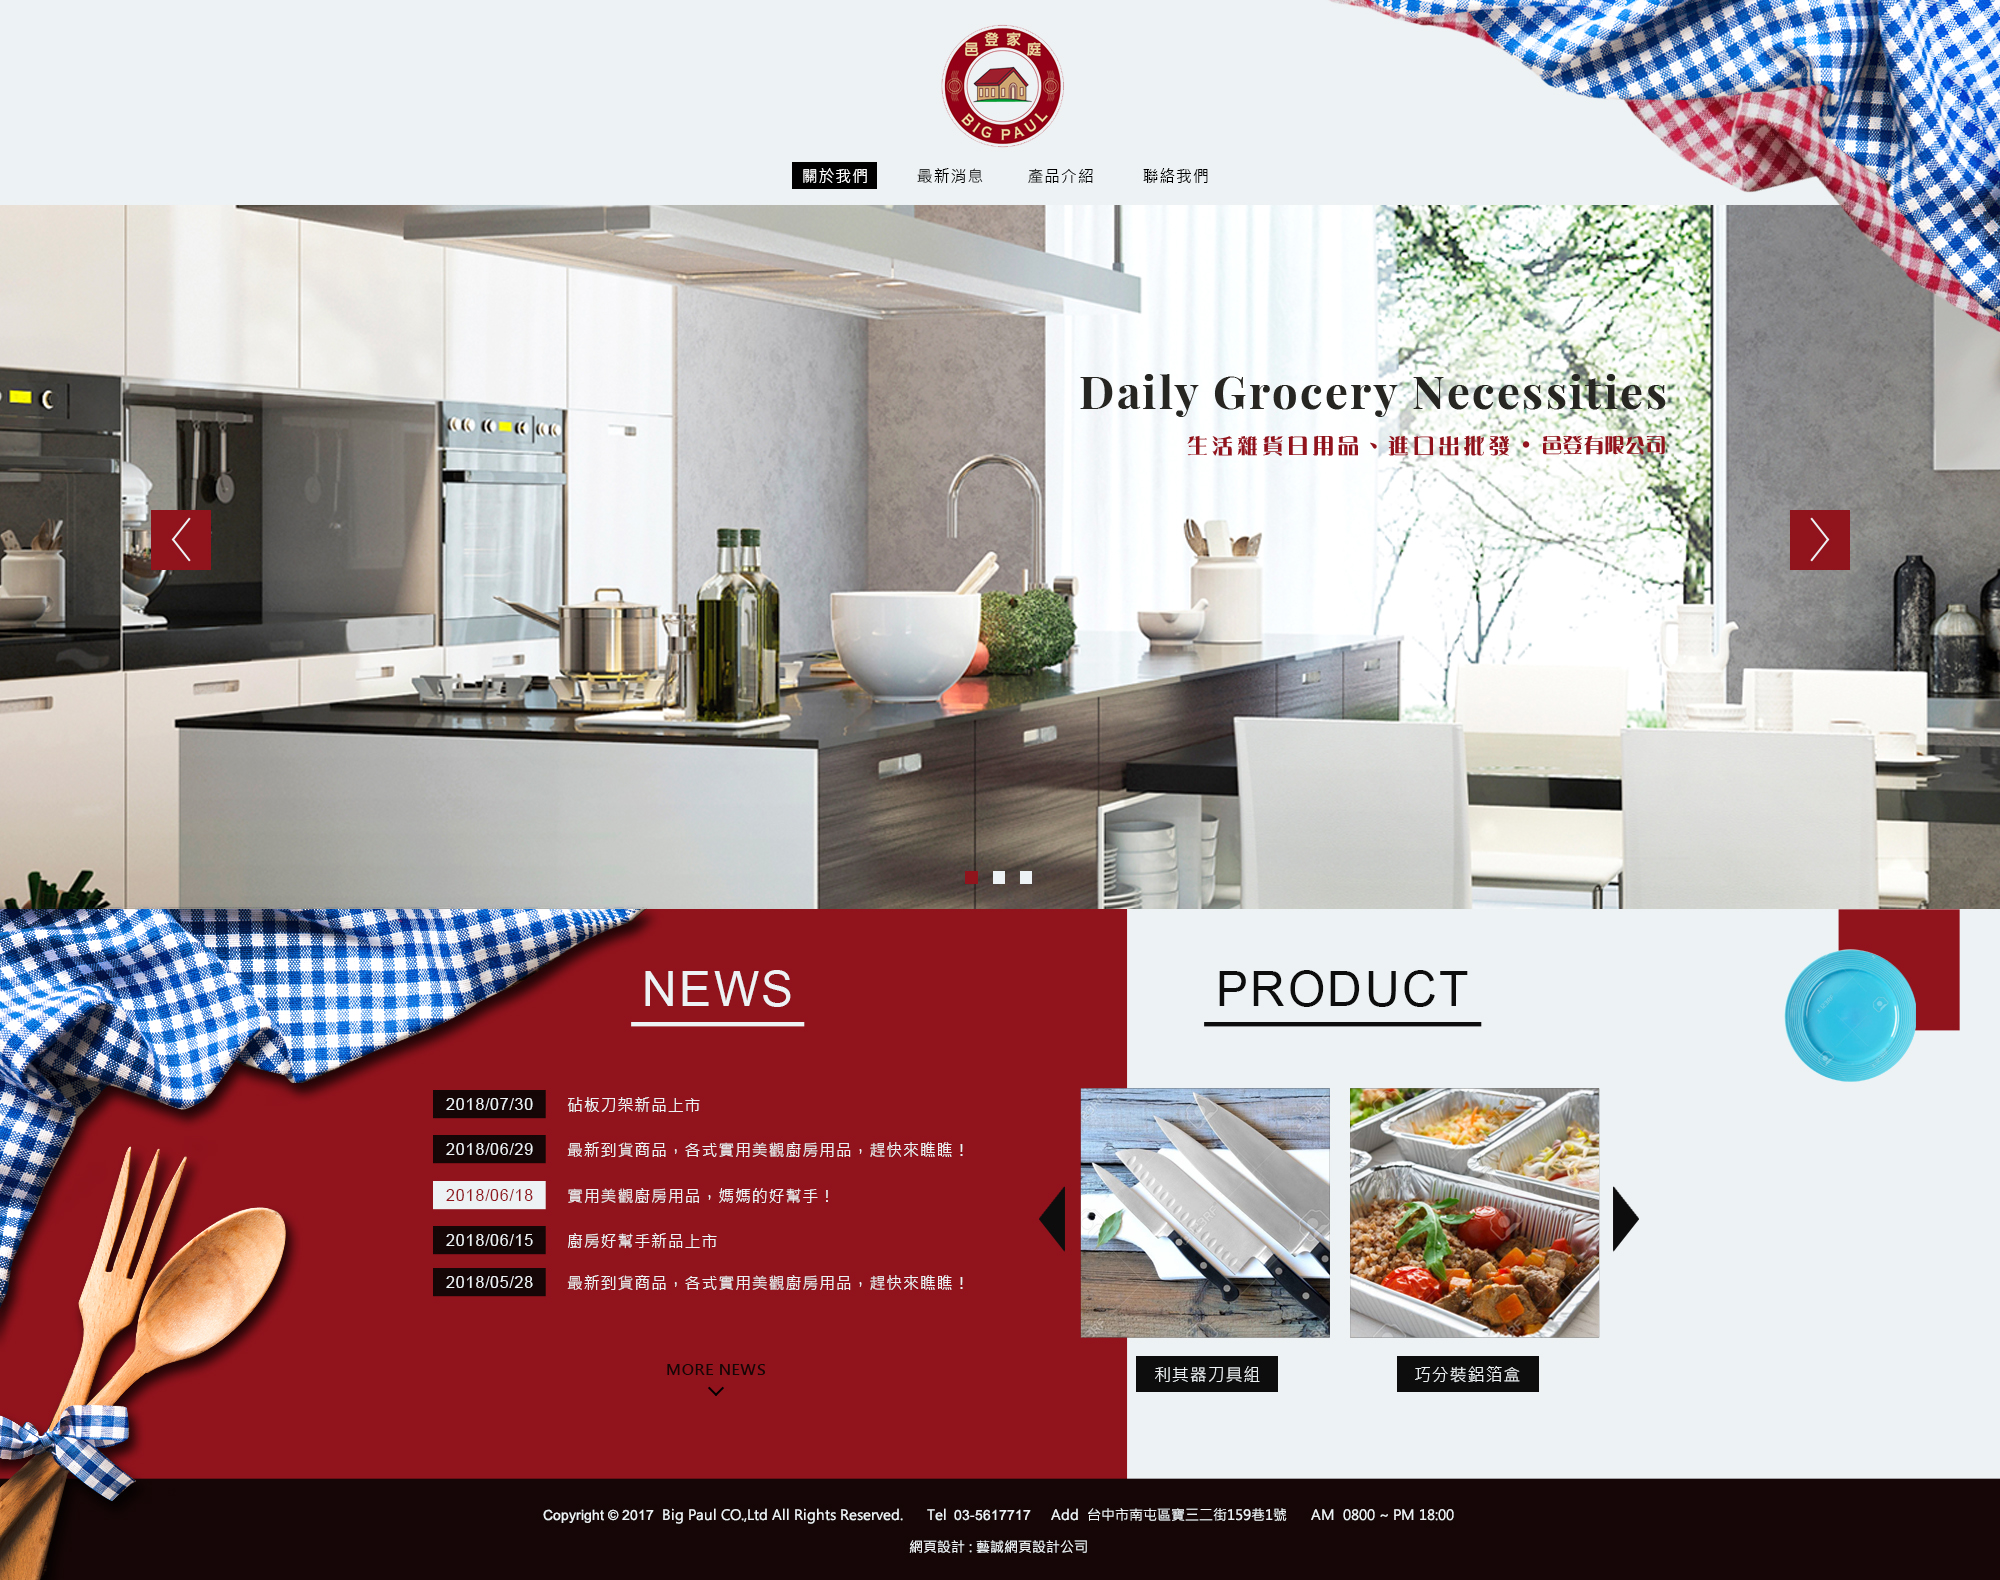 邑登家庭
BIG PAUL
關於我們 最新消息 產品介紹 聯絡我們
Daily Grocery Necessities
生活雜貨日用品、進口出批發・邑登有限公司
NEWS
2018/07/30 砧板刀架新品上市
2018/06/29 最新到貨商品，各式實用美觀廚房用品，趕快來瞧瞧！
2018/06/18 實用美觀廚房用品，媽媽的好幫手！
2018/06/15 廚房好幫手新品上市
2018/05/28 最新到貨商品，各式實用美觀廚房用品，趕快來瞧瞧！
MORE NEWS
PRODUCT
利其器刀具組 巧分裝鋁箔盒
Copyright © 2017 Big Paul CO.,Ltd All Rights Reserved. Tel 03-5617717 Add 台中市南屯區寶三二街159巷1號 AM 0800 ~ PM 18:00
網頁設計 : 藝誠網頁設計公司